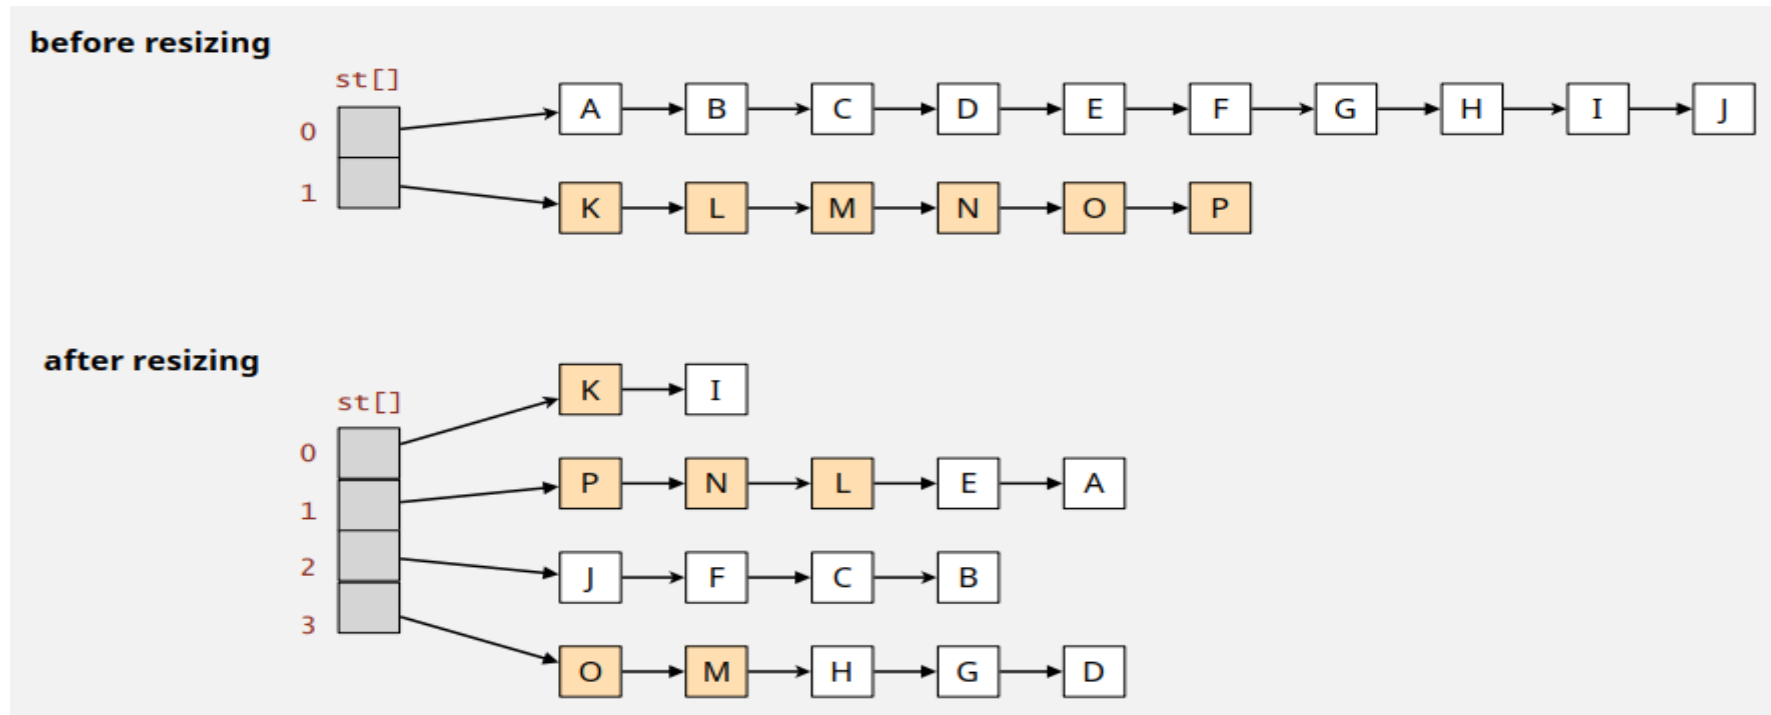 before resizing
st[]
0 A B C D E F G H I J
1 K L M N O P
after resizing
st[]
0 K I
1 P N L E A
2 J F C B
3 O M H G D